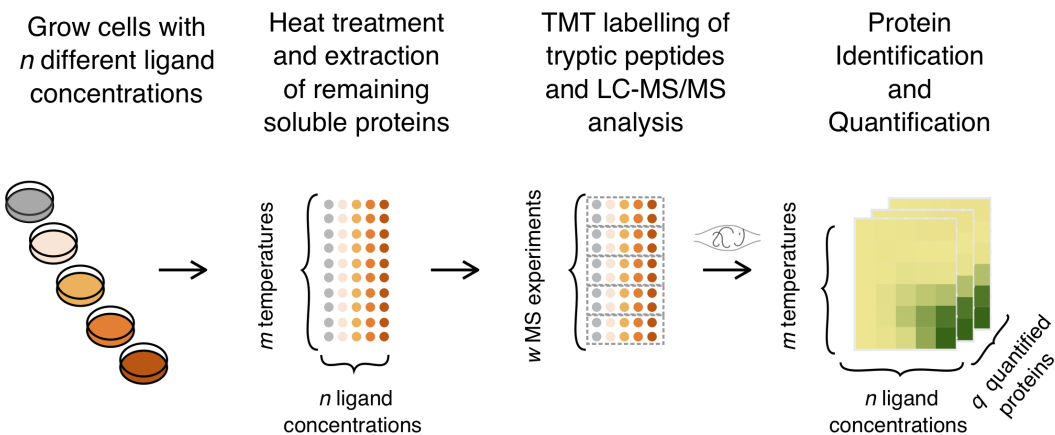 Grow cells with
n different ligand
concentrations
Heat treatment
and extraction
of remaining
soluble proteins
TMT labelling of
tryptic peptides
and LC-MS/MS
analysis
Protein
Identification
and
Quantification
m temperatures
n ligand
concentrations
w MS experiments
m temperatures
n ligand
concentrations
q quantified
proteins